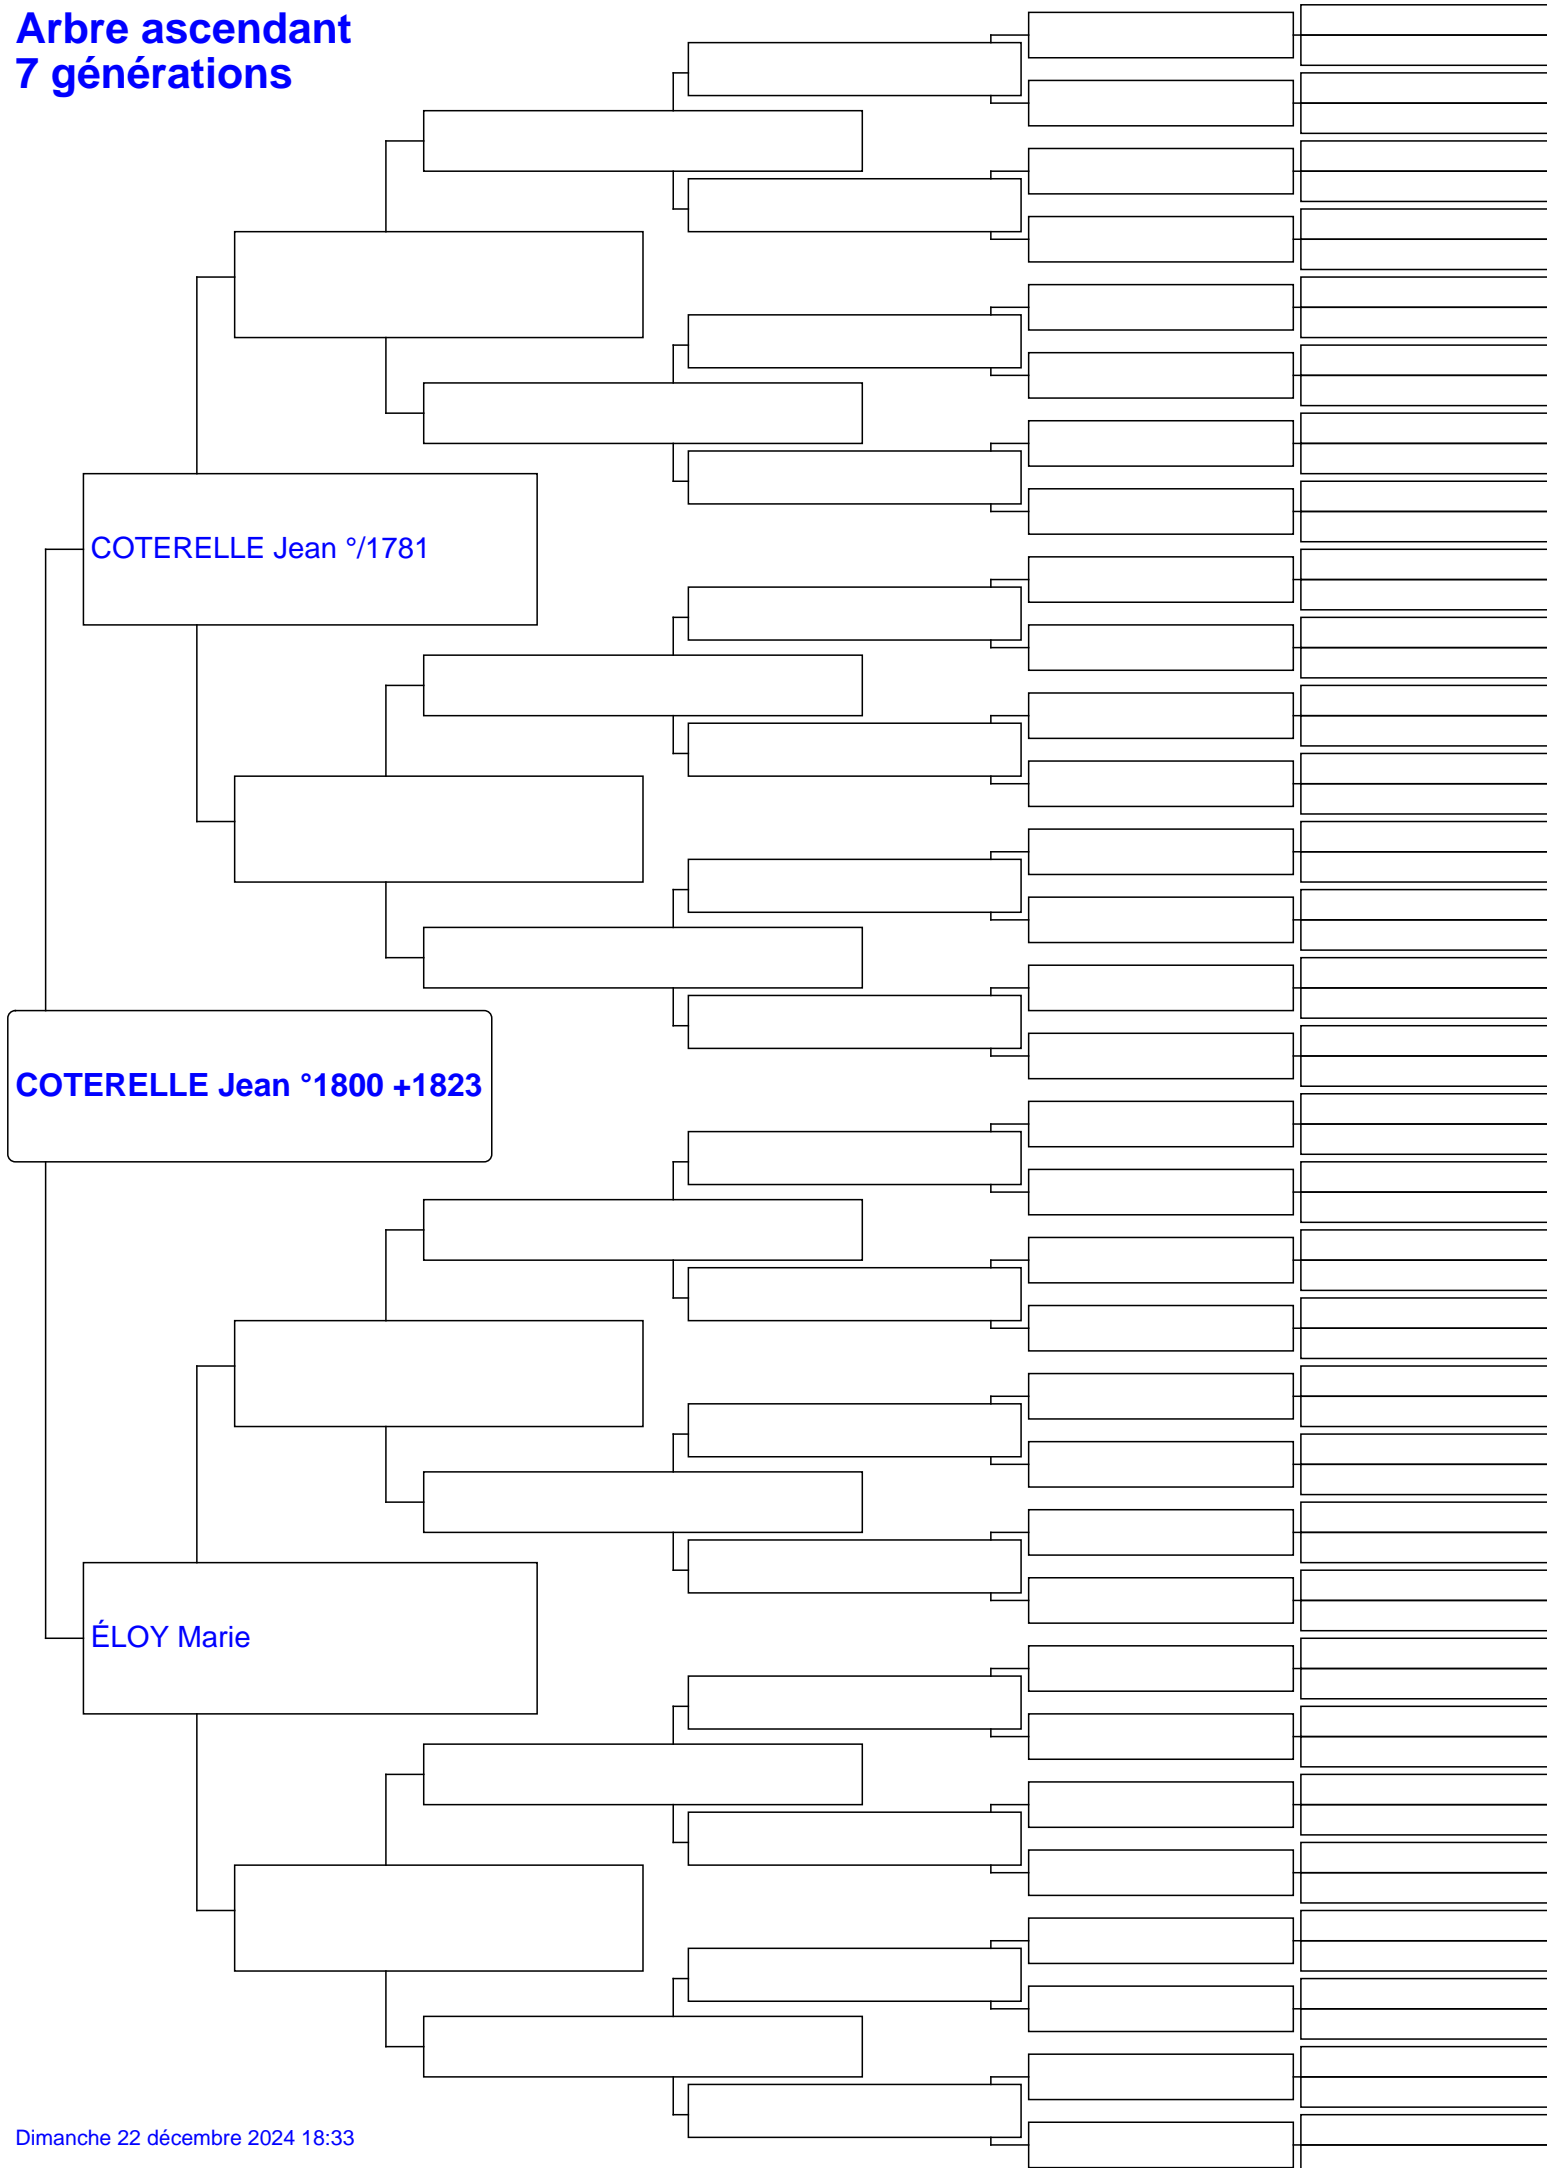 Arbre ascendant
7 générations
COTERELLE Jean °/1781
COTERELLE Jean °1800 +1823
ÉLOY Marie
Dimanche 22 décembre 2024 18:33